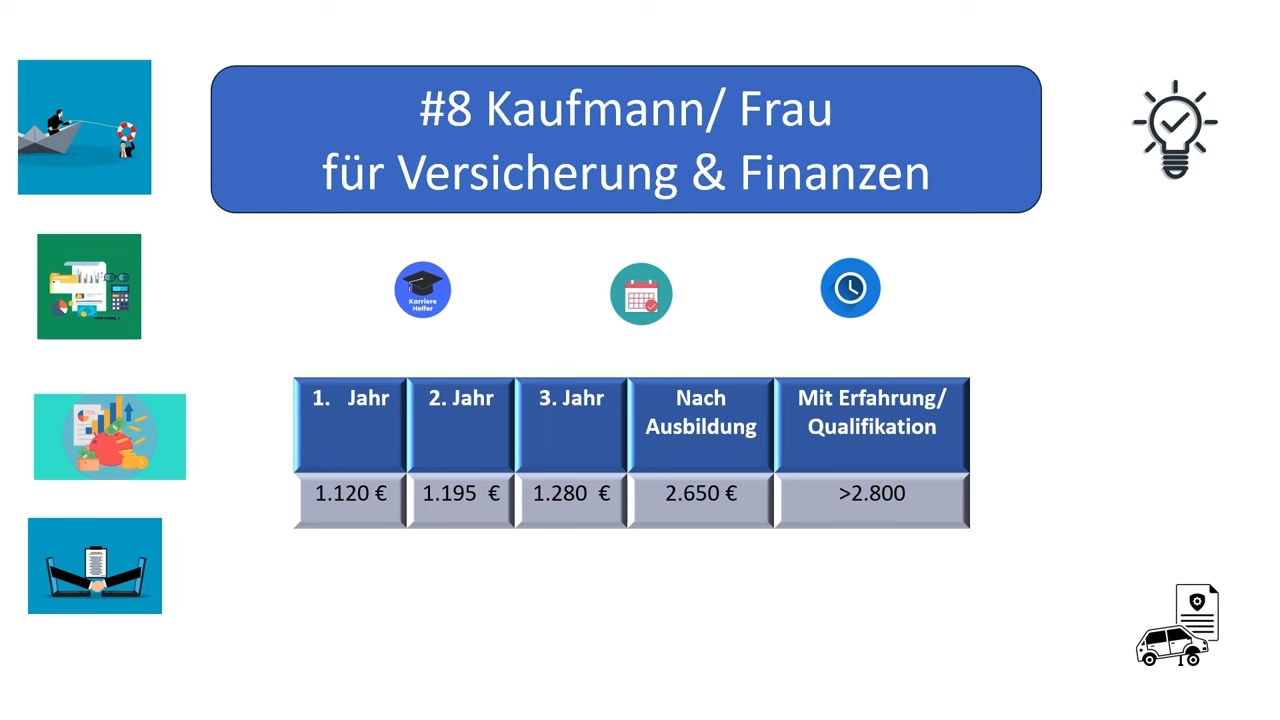 #8 Kaufmann/ Frau
für Versicherung & Finanzen
Karriere
Helfer
1. Jahr
2. Jahr
3. Jahr
Nach
Ausbildung
Mit Erfahrung/
Qualifikation
1.120 €
1.195 €
1.280 €
2.650 €
>2.800